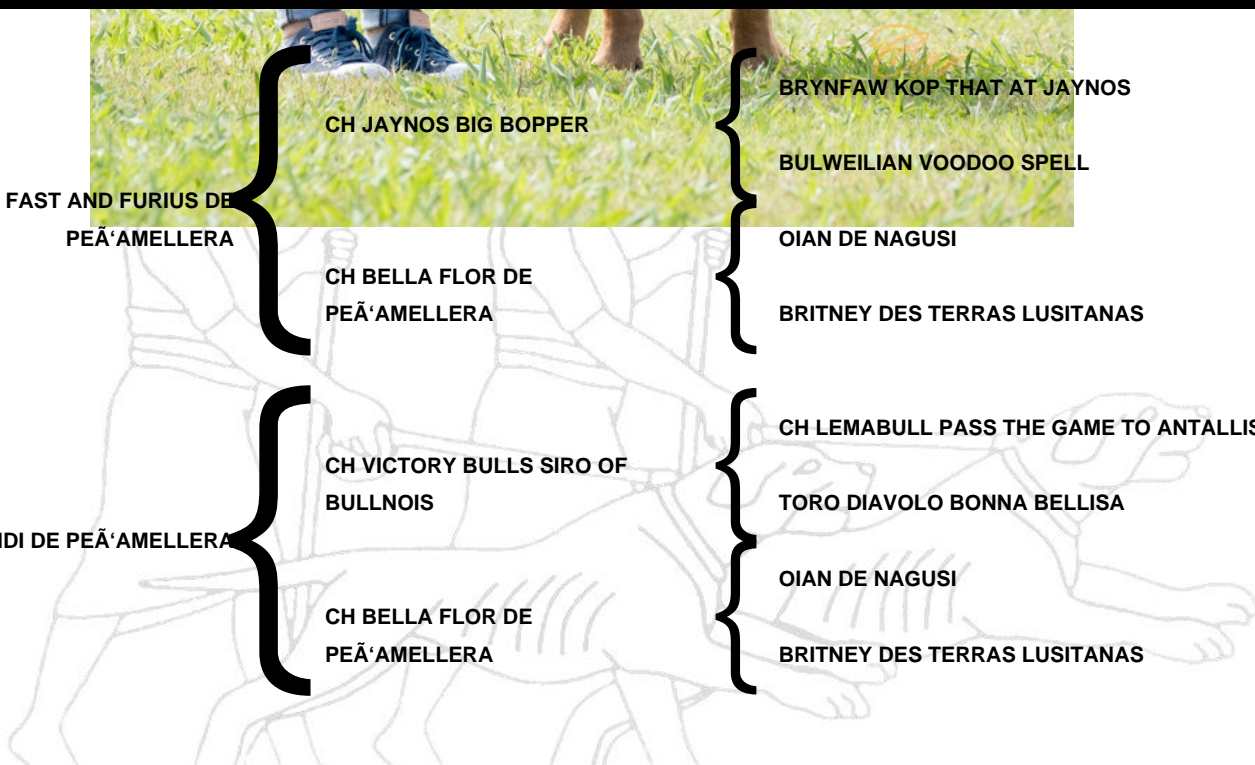 FAST AND FURIUS DE
PEÃ‘AMELLERA
CH JAYNOS BIG BOPPER
BRYNFAW KOP THAT AT JAYNOS
BULWEILIAN VOODOO SPELL
CH BELLA FLOR DE
PEÃ‘AMELLERA
OIAN DE NAGUSI
BRITNEY DES TERRAS LUSITANAS
DE PEÃ‘AMELLERA
CH VICTORY BULLS SIRO OF
BULLNOIS
CH LEMABULL PASS THE GAME TO ANTALLIS
TORO DIAVOLO BONNA BELLISA
CH BELLA FLOR DE
PEÃ‘AMELLERA
OIAN DE NAGUSI
BRITNEY DES TERRAS LUSITANAS